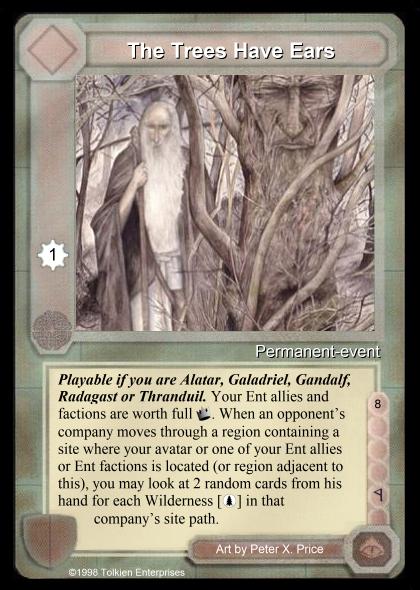 The Trees Have Ears
1
Permanent-event
Playable if you are Alatar, Galadriel, Gandalf,
Radagast or Thranduil. Your Ent allies and
factions are worth full . When an opponent's
company moves through a region containing a
site where your avatar or one of your Ent allies
or Ent factions is located (or region adjacent to
this), you may look at 2 random cards from his
hand for each Wilderness [ ] in that
company's site path.
8
Art by Peter X. Price
©1998 Tolkien Enterprises